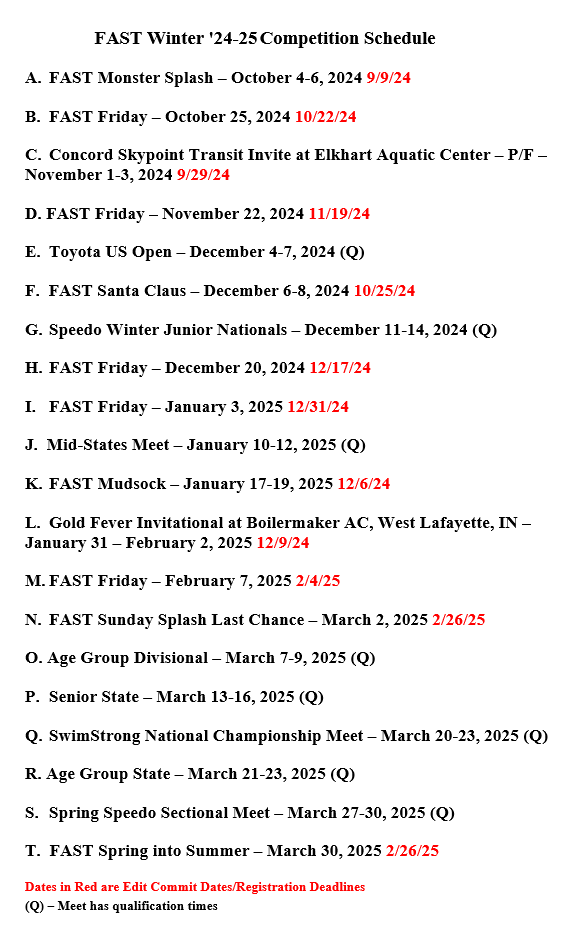 FAST Winter '24-25 Competition Schedule
A. FAST Monster Splash – October 4-6, 2024 9/9/24
B. FAST Friday – October 25, 2024 10/22/24
C. Concord Skypoint Transit Invite at Elkhart Aquatic Center – P/F –
November 1-3, 2024 9/29/24
D. FAST Friday – November 22, 2024 11/19/24
E. Toyota US Open – December 4-7, 2024 (Q)
F. FAST Santa Claus – December 6-8, 2024 10/25/24
G. Speedo Winter Junior Nationals – December 11-14, 2024 (Q)
H. FAST Friday – December 20, 2024 12/17/24
I. FAST Friday – January 3, 2025 12/31/24
J. Mid-States Meet – January 10-12, 2025 (Q)
K. FAST Mudsock – January 17-19, 2025 12/6/24
L. Gold Fever Invitational at Boilermaker AC, West Lafayette, IN –
January 31 – February 2, 2025 12/9/24
M. FAST Friday – February 7, 2025 2/4/25
N. FAST Sunday Splash Last Chance – March 2, 2025 2/26/25
O. Age Group Divisional – March 7-9, 2025 (Q)
P. Senior State – March 13-16, 2025 (Q)
Q. SwimStrong National Championship Meet – March 20-23, 2025 (Q)
R. Age Group State – March 21-23, 2025 (Q)
S. Spring Speedo Sectional Meet – March 27-30, 2025 (Q)
T. FAST Spring into Summer – March 30, 2025 2/26/25
Dates in Red are Edit Commit Dates/Registration Deadlines
(Q) – Meet has qualification times